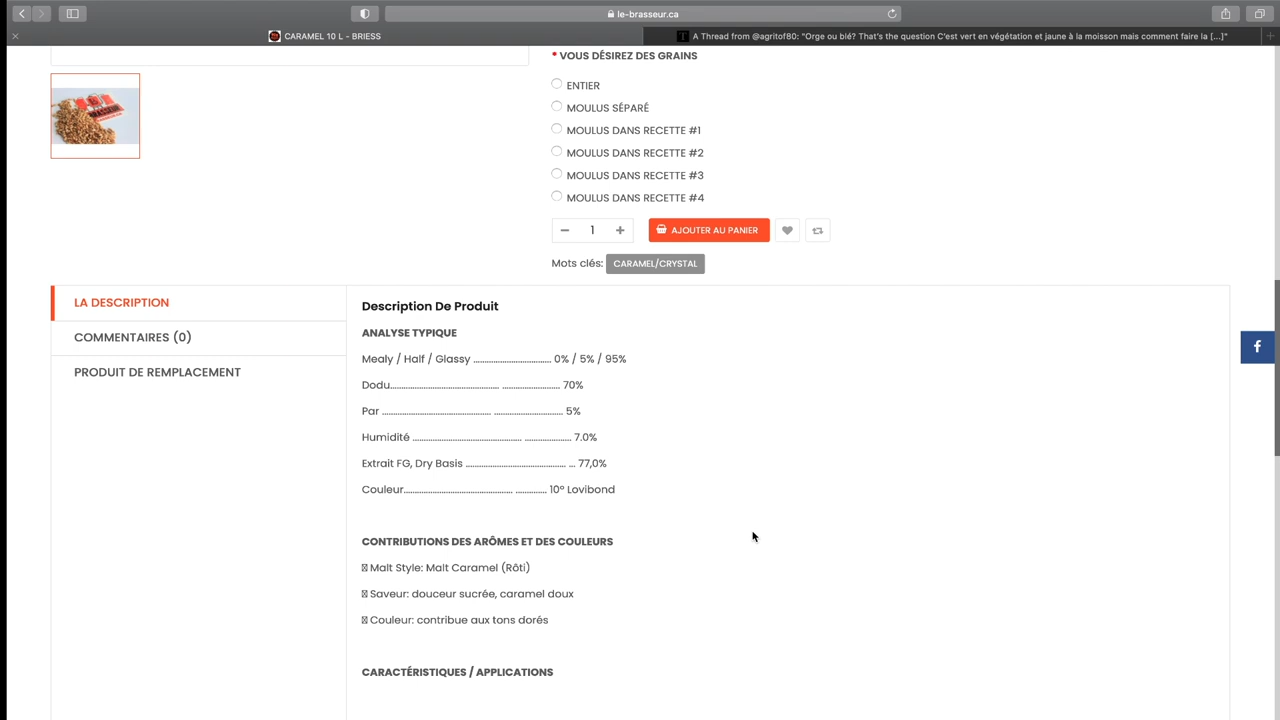 le-brasseur.ca
CARAMEL 10 L - BRIESS
A Thread from @agritof80: "Orge ou blé? That's the question C'est vert en végétation et jaune à la moisson mais comment faire la [...]"
* VOUS DÉSIREZ DES GRAINS
ENTIER
MOULUS SÉPARÉ
MOULUS DANS RECETTE #1
MOULUS DANS RECETTE #2
MOULUS DANS RECETTE #3
MOULUS DANS RECETTE #4
1
AJOUTER AU PANIER
Mots clés: CARAMEL/CRYSTAL
LA DESCRIPTION
COMMENTAIRES (0)
PRODUIT DE REMPLACEMENT
Description De Produit
ANALYSE TYPIQUE
Mealy / Half / Glassy ................................... 0% / 5% / 95%
Dodu................................................. .......................... 70%
Par ................................................. ............................... 5%
Humidité ................................................. ..................... 7.0%
Extrait FG, Dry Basis ............................................. ... 77,0%
Couleur................................................. .............. 10º Lovibond
CONTRIBUTIONS DES ARÔMES ET DES COULEURS
Malt Style: Malt Caramel (Rôti)
Saveur: douceur sucrée, caramel doux
Couleur: contribue aux tons dorés
CARACTÉRISTIQUES / APPLICATIONS